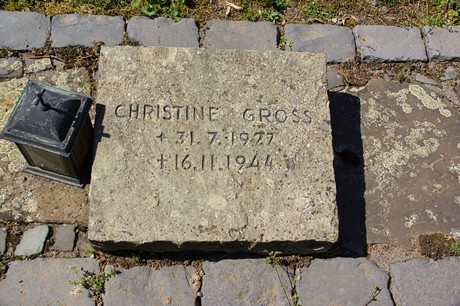 CHRISTINE GROSS
+ 31.7.1927
+ 16.11.1944